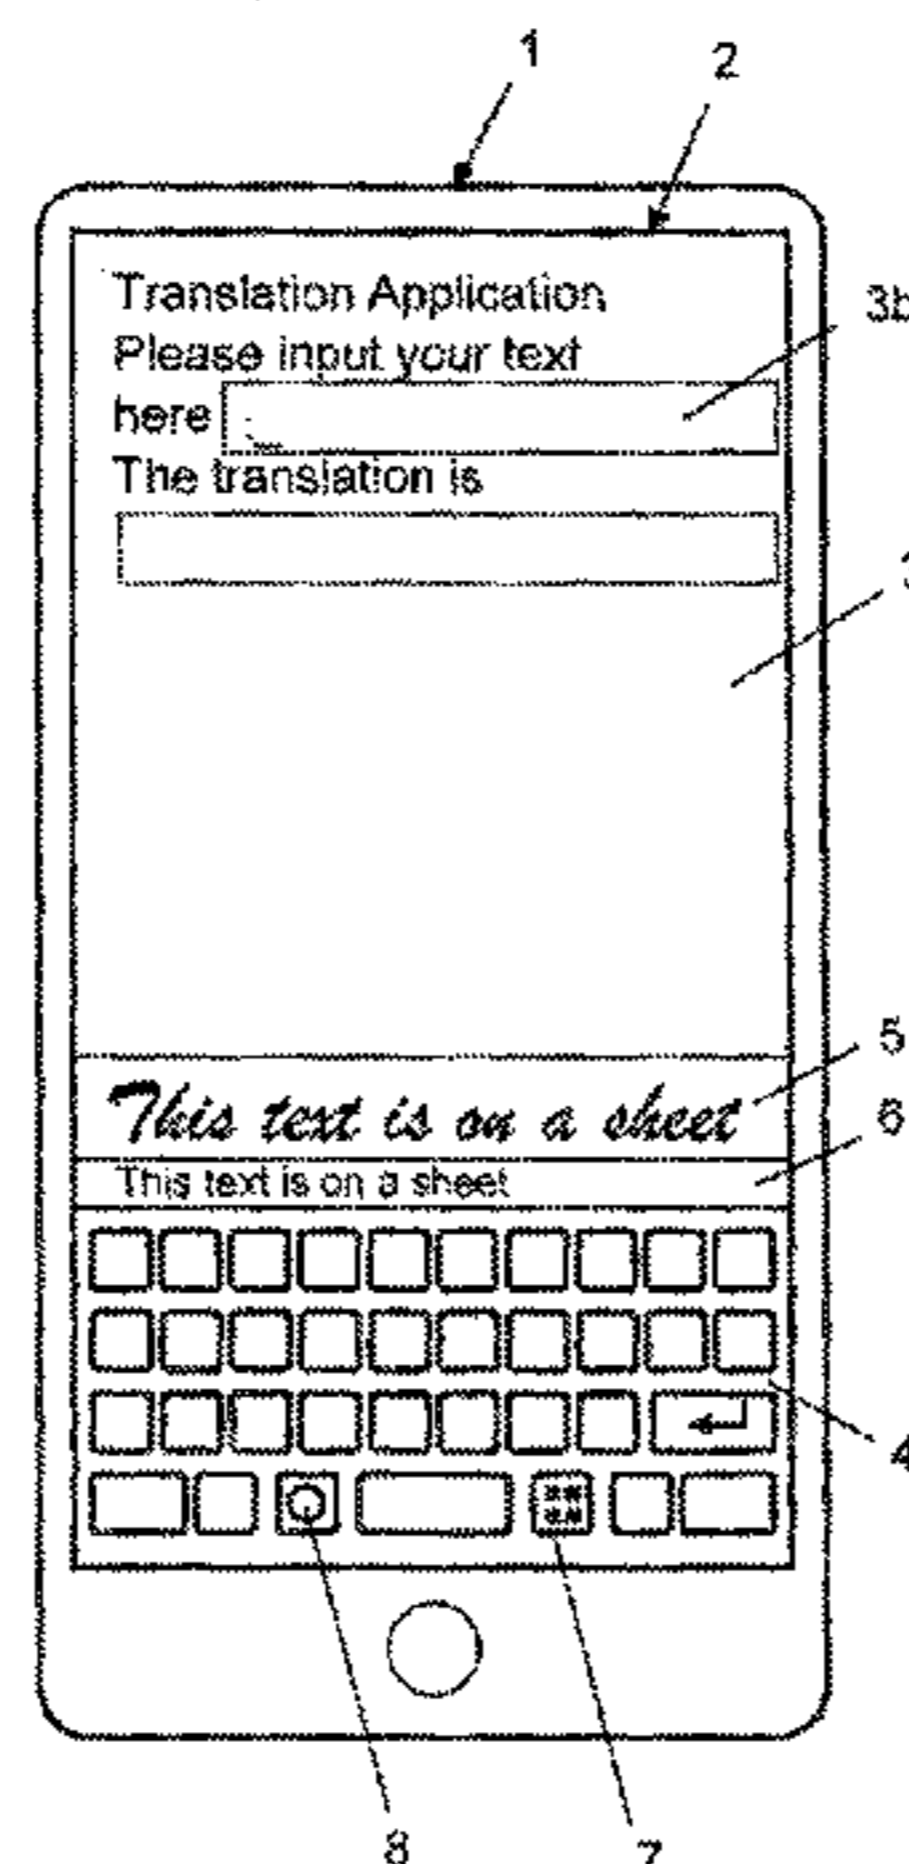 1
2
Translation Application
3b
Please input your text
here
The translation is
5
This text is on a sheet
6
This text is on a sheet
4
8
7